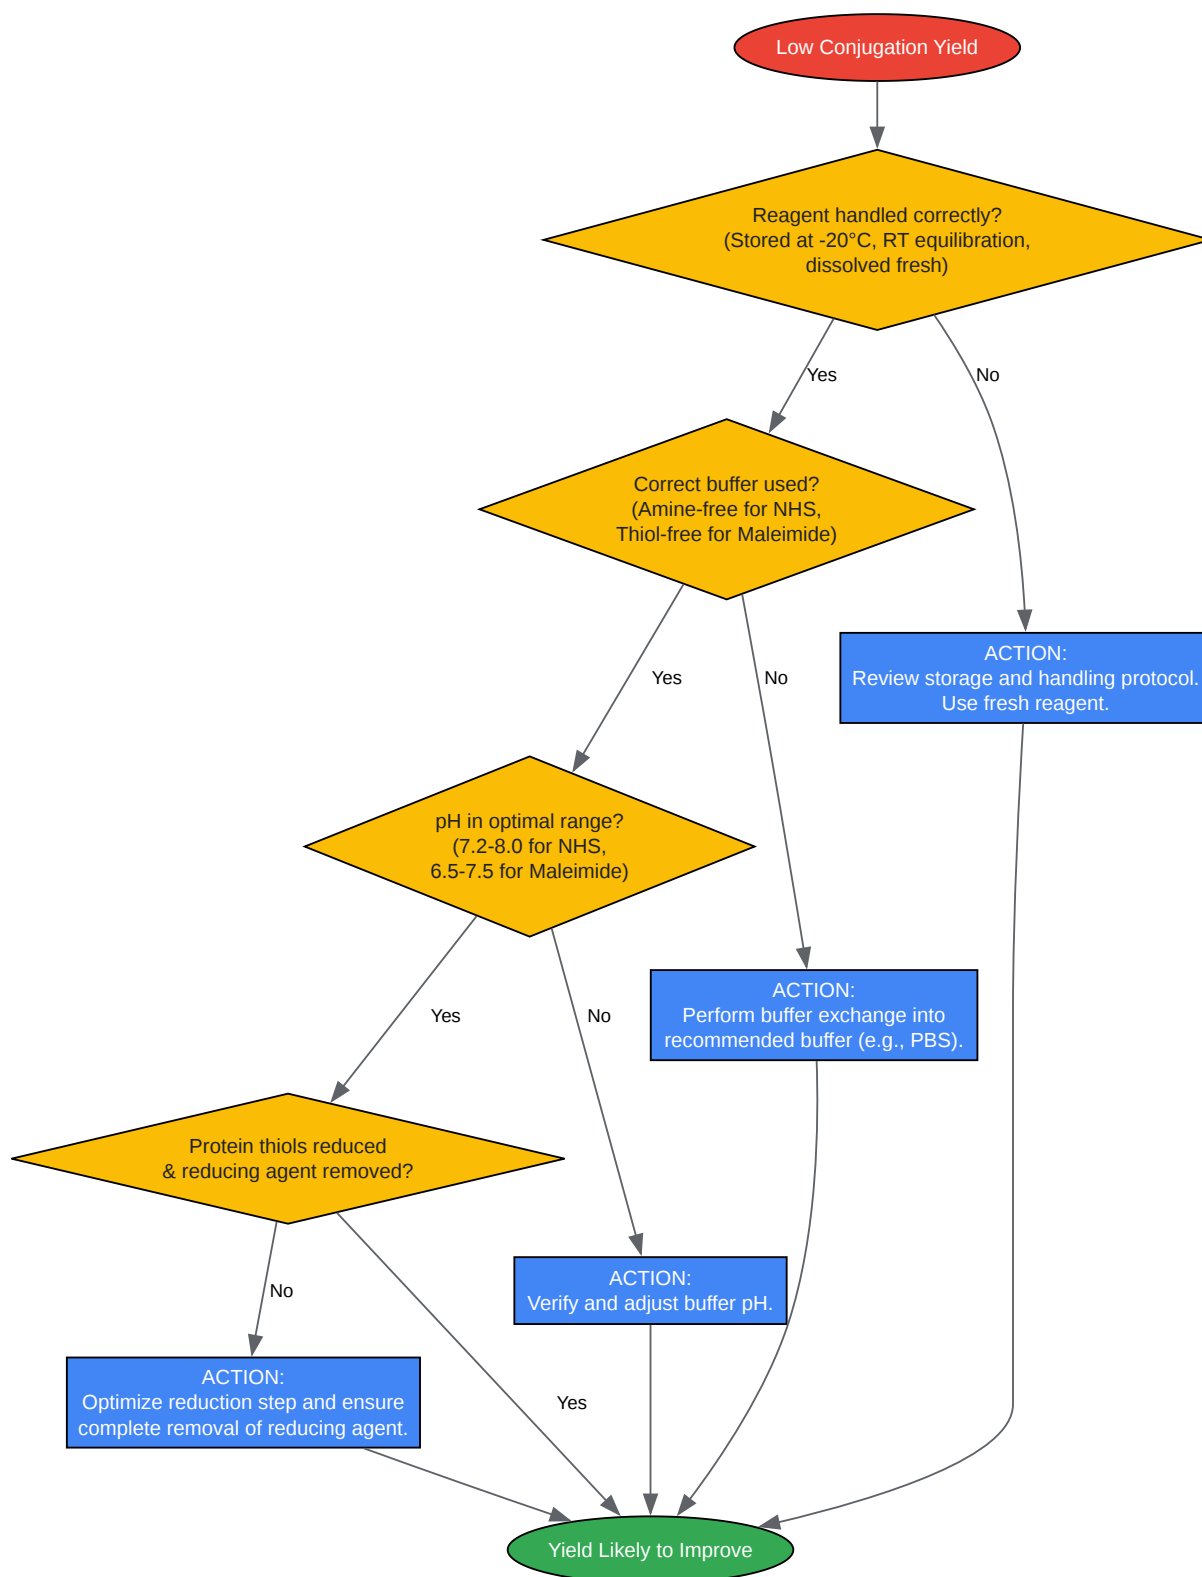 Low Conjugation Yield
Reagent handled correctly?
(Stored at -20°C, RT equilibration,
dissolved fresh)
Yes
No
Correct buffer used?
(Amine-free for NHS,
Thiol-free for Maleimide)
Yes
No
ACTION:
Review storage and handling protocol.
Use fresh reagent.
pH in optimal range?
(7.2-8.0 for NHS,
6.5-7.5 for Maleimide)
Yes
No
ACTION:
Perform buffer exchange into
recommended buffer (e.g., PBS).
Protein thiols reduced
& reducing agent removed?
No
Yes
ACTION:
Verify and adjust buffer pH.
ACTION:
Optimize reduction step and ensure
complete removal of reducing agent.
Yield Likely to Improve